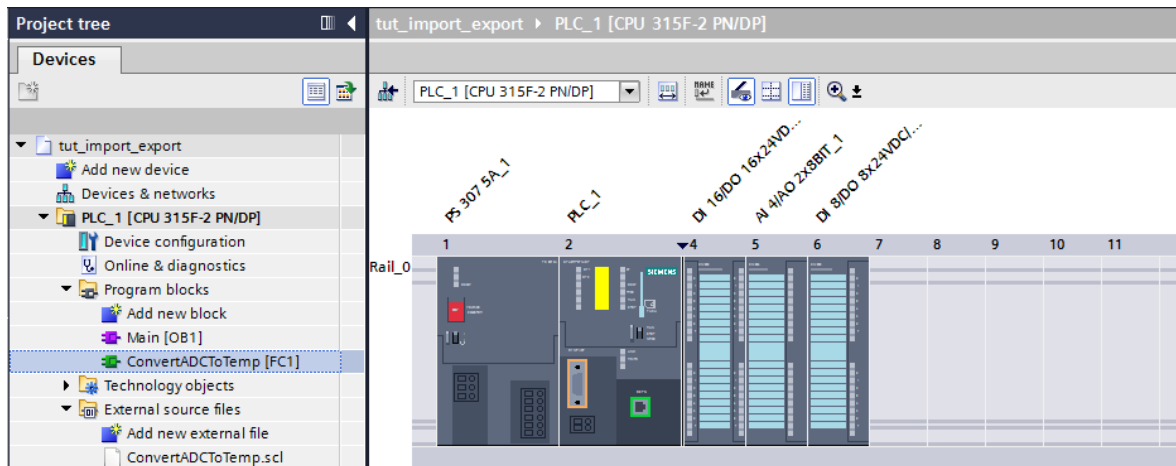 Project tree
Devices
tut_import_export
Add new device
Devices & networks
PLC_1 [CPU 315F-2 PN/DP]
Device configuration
Online & diagnostics
Program blocks
Add new block
Main [OB1]
ConvertADCToTemp [FC1]
Technology objects
External source files
Add new external file
ConvertADCToTemp.scl
tut_import_export PLC_1 [CPU 315F-2 PN/DP]
PLC_1 [CPU 315F-2 PN/DP]
PS 307 5A_1
PLC_1
DI 16/DO 16x24VD...
AI 4/AO 2x8BIT_1
DI 8/DO 8x24VDC/...
1 2 4 5 6 7 8 9 10 11
Rail_0
SIEMENS